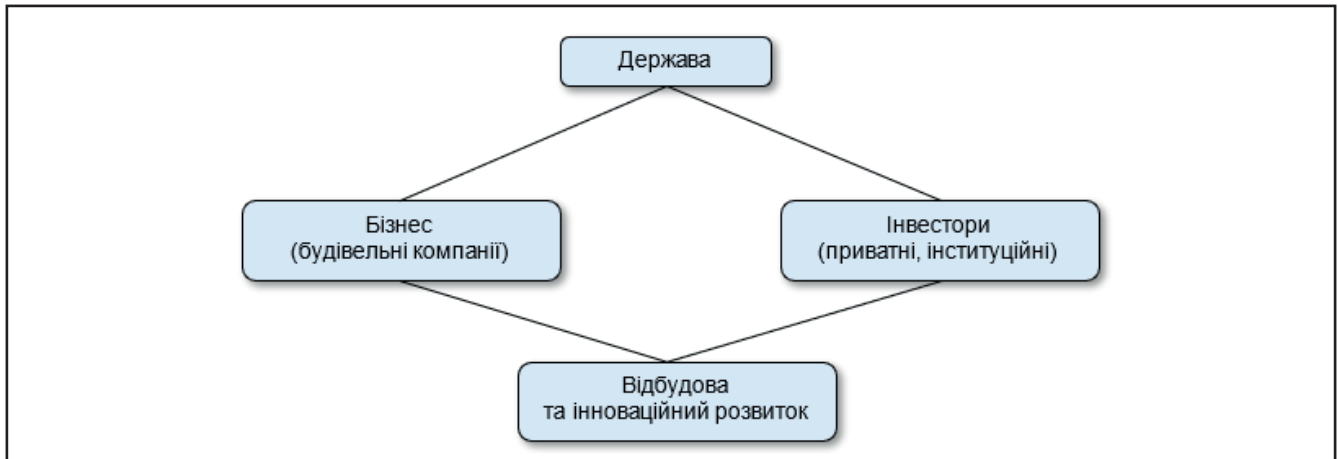 Держава
Бізнес
(будівельні компанії)
Інвестори
(приватні, інституційні)
Відбудова
та інноваційний розвиток